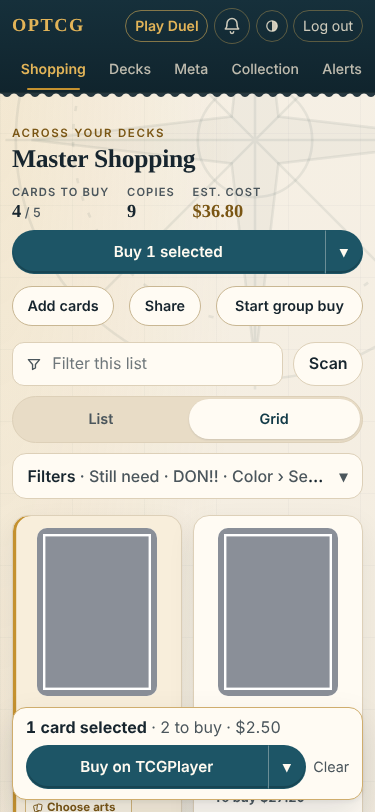 OPTCG
Play Duel
Log out
Shopping Decks Meta Collection Alerts
ACROSS YOUR DECKS
Master Shopping
CARDS TO BUY COPIES EST. COST
4 / 5 9 $36.80
Buy 1 selected ▼
Add cards Share Start group buy
Filter this list Scan
List Grid
Filters · Still need · DON!! · Color › Se... ▼
1 card selected · 2 to buy · $2.50
Buy on TCGPlayer ▼ Clear
Choose arts